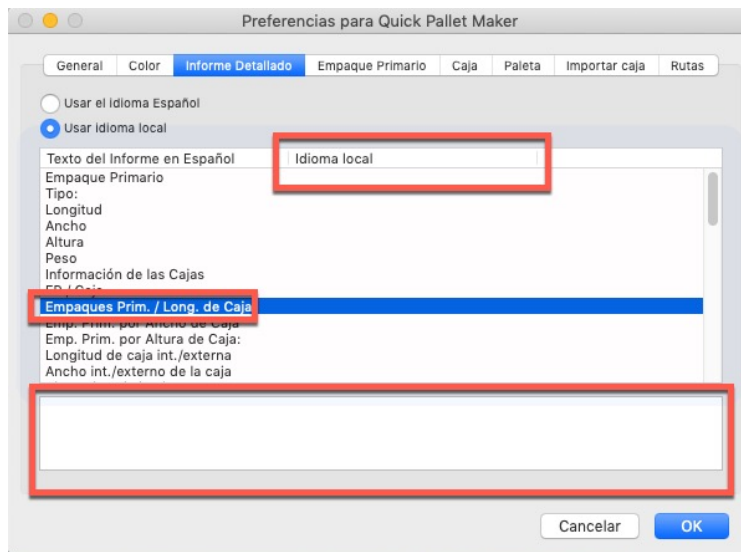 Preferencias para Quick Pallet Maker
General Color Informe Detallado Empaque Primario Caja Paleta Importar caja Rutas
Usar el idioma Español
Usar idioma local
Texto del Informe en Español Idioma local
Empaque Primario
Tipo:
Longitud
Ancho
Altura
Peso
Información de las Cajas
Empaques Prim. / Long. de Caja
Emp. Prim. por Ancho de Caja
Emp. Prim. por Altura de Caja:
Longitud de caja int./externa
Ancho int./externo de la caja
Cancelar OK